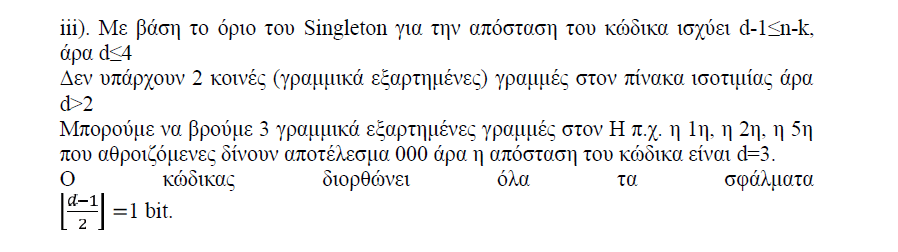 iii). Με βάση το όριο του Singleton για την απόσταση του κώδικα ισχύει d-1≤n-k,
άρα d≤4
Δεν υπάρχουν 2 κοινές (γραμμικά εξαρτημένες) γραμμές στον πίνακα ισοτιμίας άρα
d>2
Μπορούμε να βρούμε 3 γραμμικά εξαρτημένες γραμμές στον Η π.χ. η 1η, η 2η, η 5η
που αθροιζόμενες δίνουν αποτέλεσμα 000 άρα η απόσταση του κώδικα είναι d=3.
Ο κώδικας διορθώνει όλα τα σφάλματα
⌊(d−1)/2⌋ =1 bit.